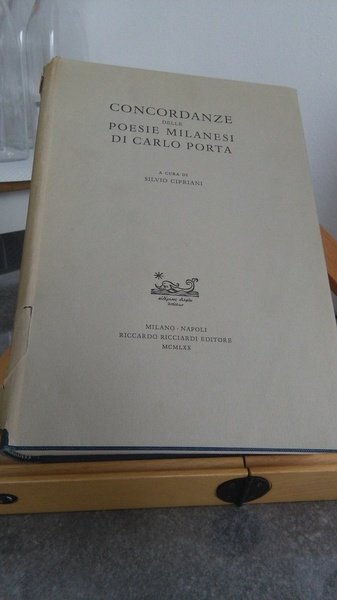 CONCORDANZE
DELLE
POESIE MILANESI
DI CARLO PORTA
A CURA DI
SILVIO CIPRIANI
MILANO · NAPOLI
RICCARDO RICCIARDI EDITORE
MCMLXX